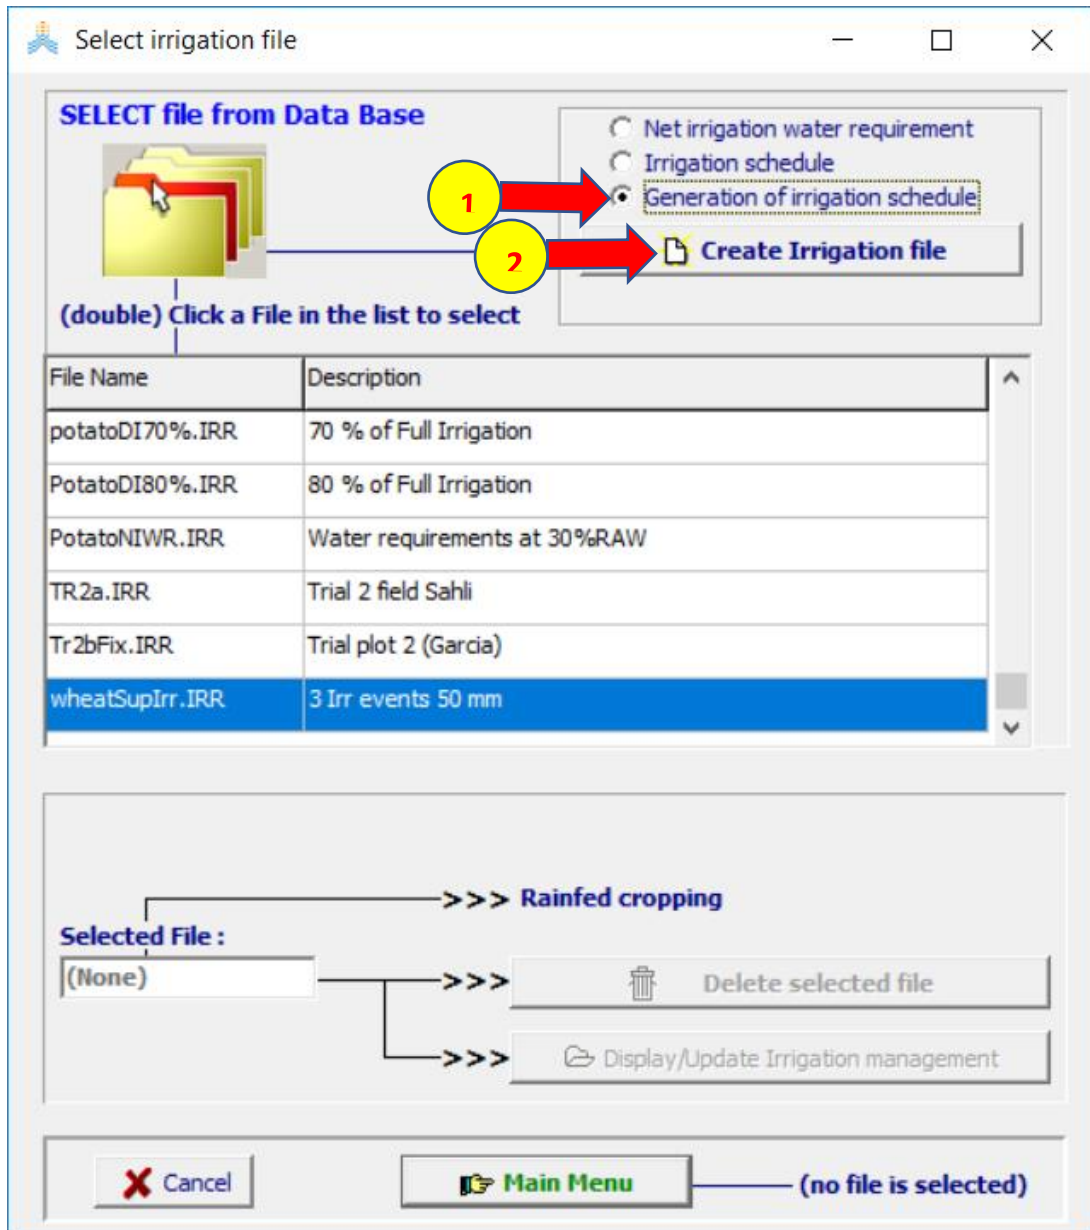 Select irrigation file
SELECT file from Data Base
Net irrigation water requirement
Irrigation schedule
1
Generation of irrigation schedule
2
Create Irrigation file
(double) Click a File in the list to select
File Name Description
potatoDI70%.IRR 70 % of Full Irrigation
PotatoDI80%.IRR 80 % of Full Irrigation
PotatoNIWR.IRR Water requirements at 30%RAW
TR2a.IRR Trial 2 field Sahli
Tr2bFix.IRR Trial plot 2 (Garcia)
wheatSupIrr.IRR 3 Irr events 50 mm
>>> Rainfed cropping
Selected File :
(None) >>> Delete selected file
>>> Display/Update Irrigation management
Cancel Main Menu (no file is selected)